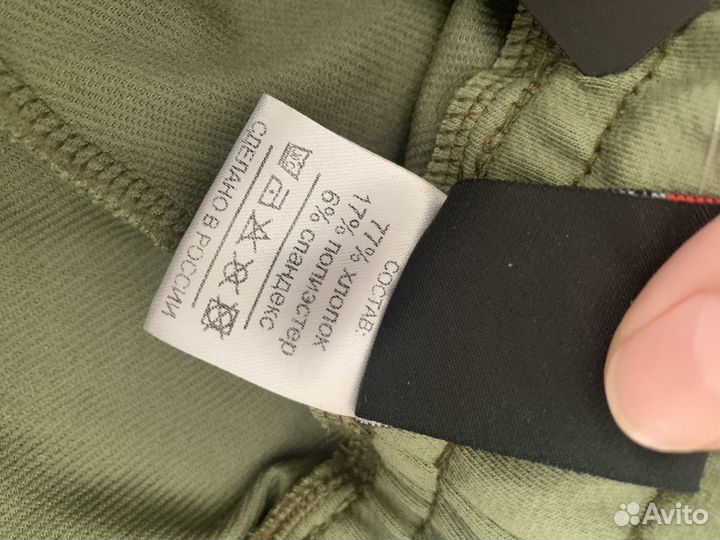 СОСТАВ:
77% хлопок
17% полиэстер
6% спандекс
СДЕЛАНО В РОССИИ
Avito